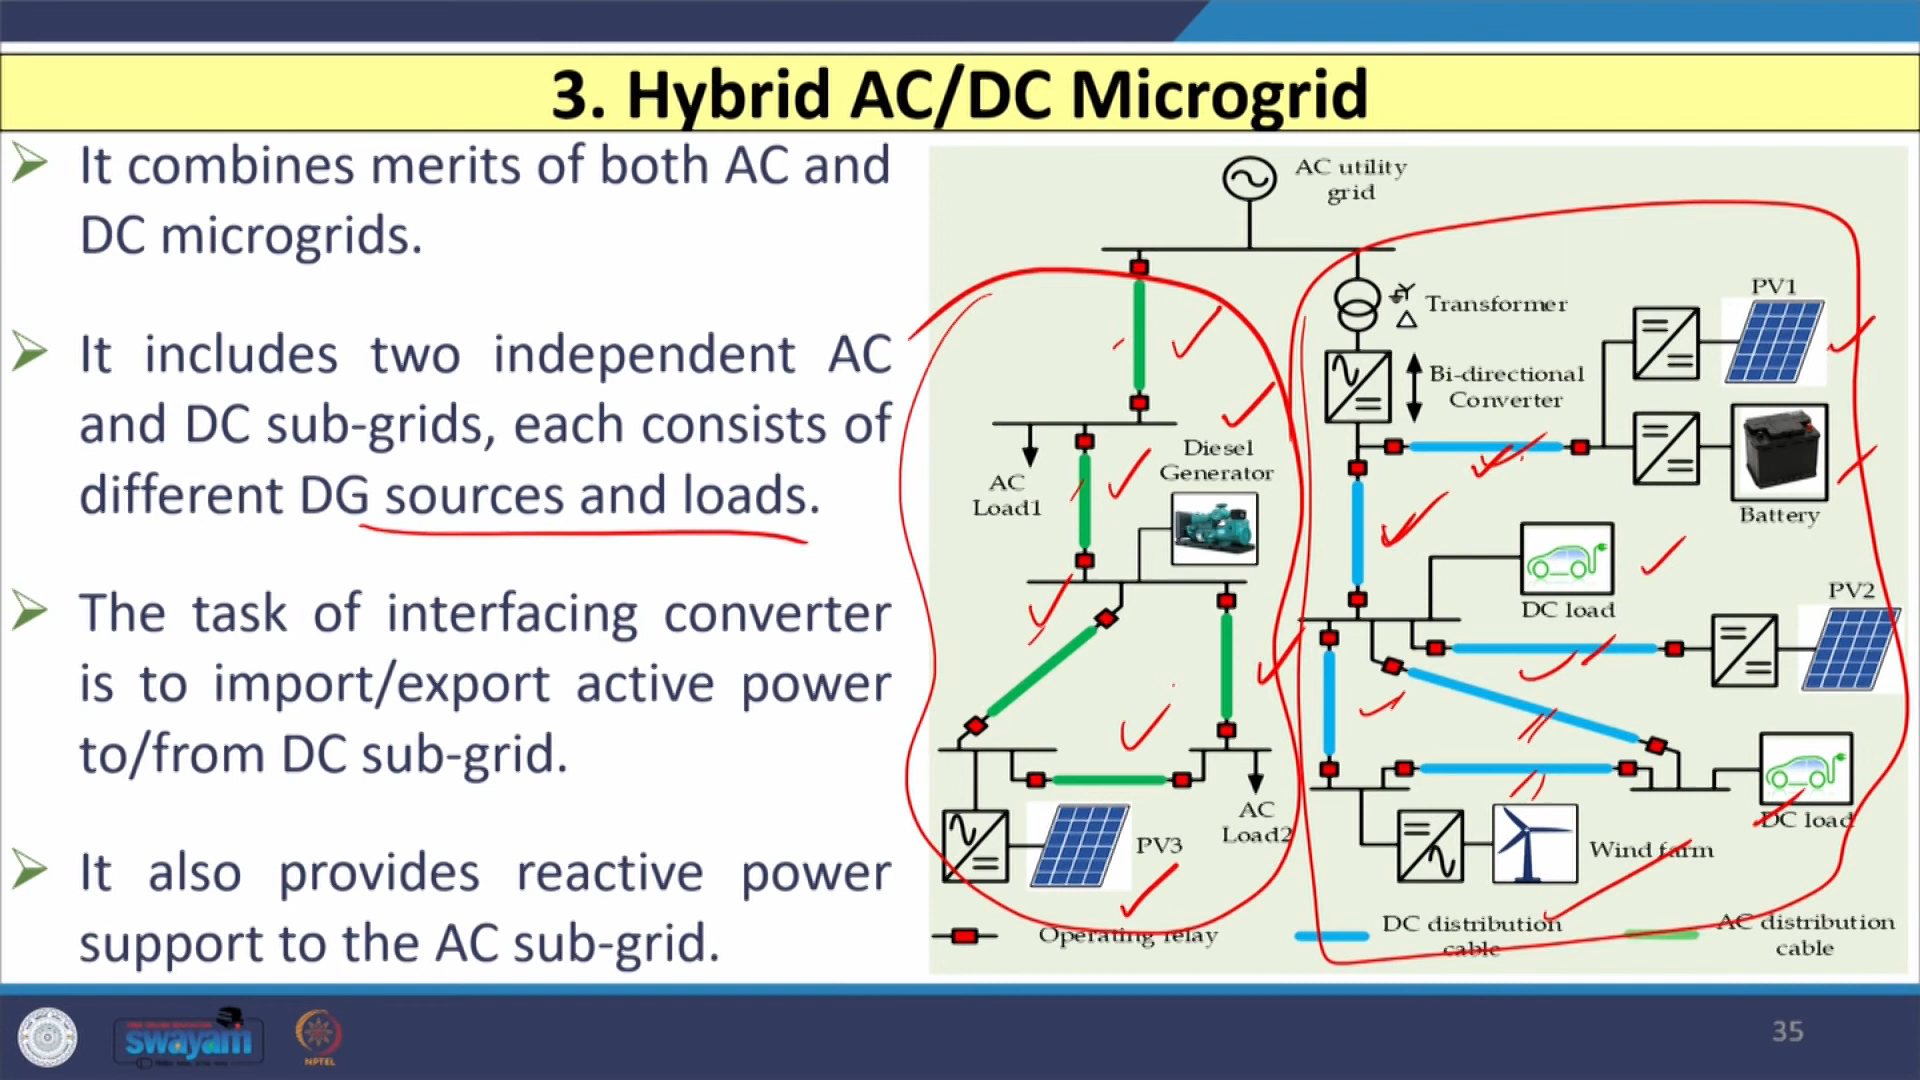 3. Hybrid AC/DC Microgrid
It combines merits of both AC and
DC microgrids.
It includes two independent AC
and DC sub-grids, each consists of
different DG sources and loads.
The task of interfacing converter
is to import/export active power
to/from DC sub-grid.
It also provides reactive power
support to the AC sub-grid.
AC utility
grid
Transformer
PV1
Bi-directional
Converter
Battery
Diesel
Generator
AC
Load1
DC load
PV2
AC
Load2
PV3
DC load
Wind farm
Operating relay
DC distribution
cable
AC distribution
cable
swayam
NPTEL
35